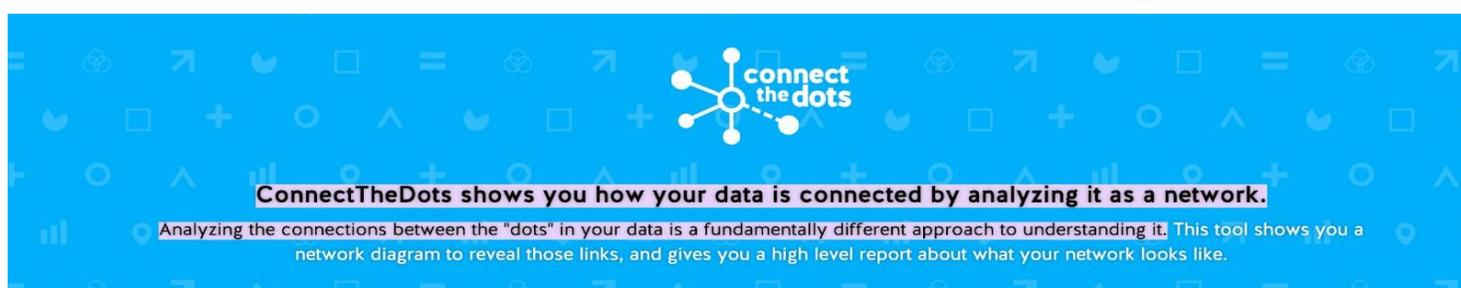 connect
the dots
ConnectTheDots shows you how your data is connected by analyzing it as a network.
Analyzing the connections between the "dots" in your data is a fundamentally different approach to understanding it. This tool shows you a
network diagram to reveal those links, and gives you a high level report about what your network looks like.